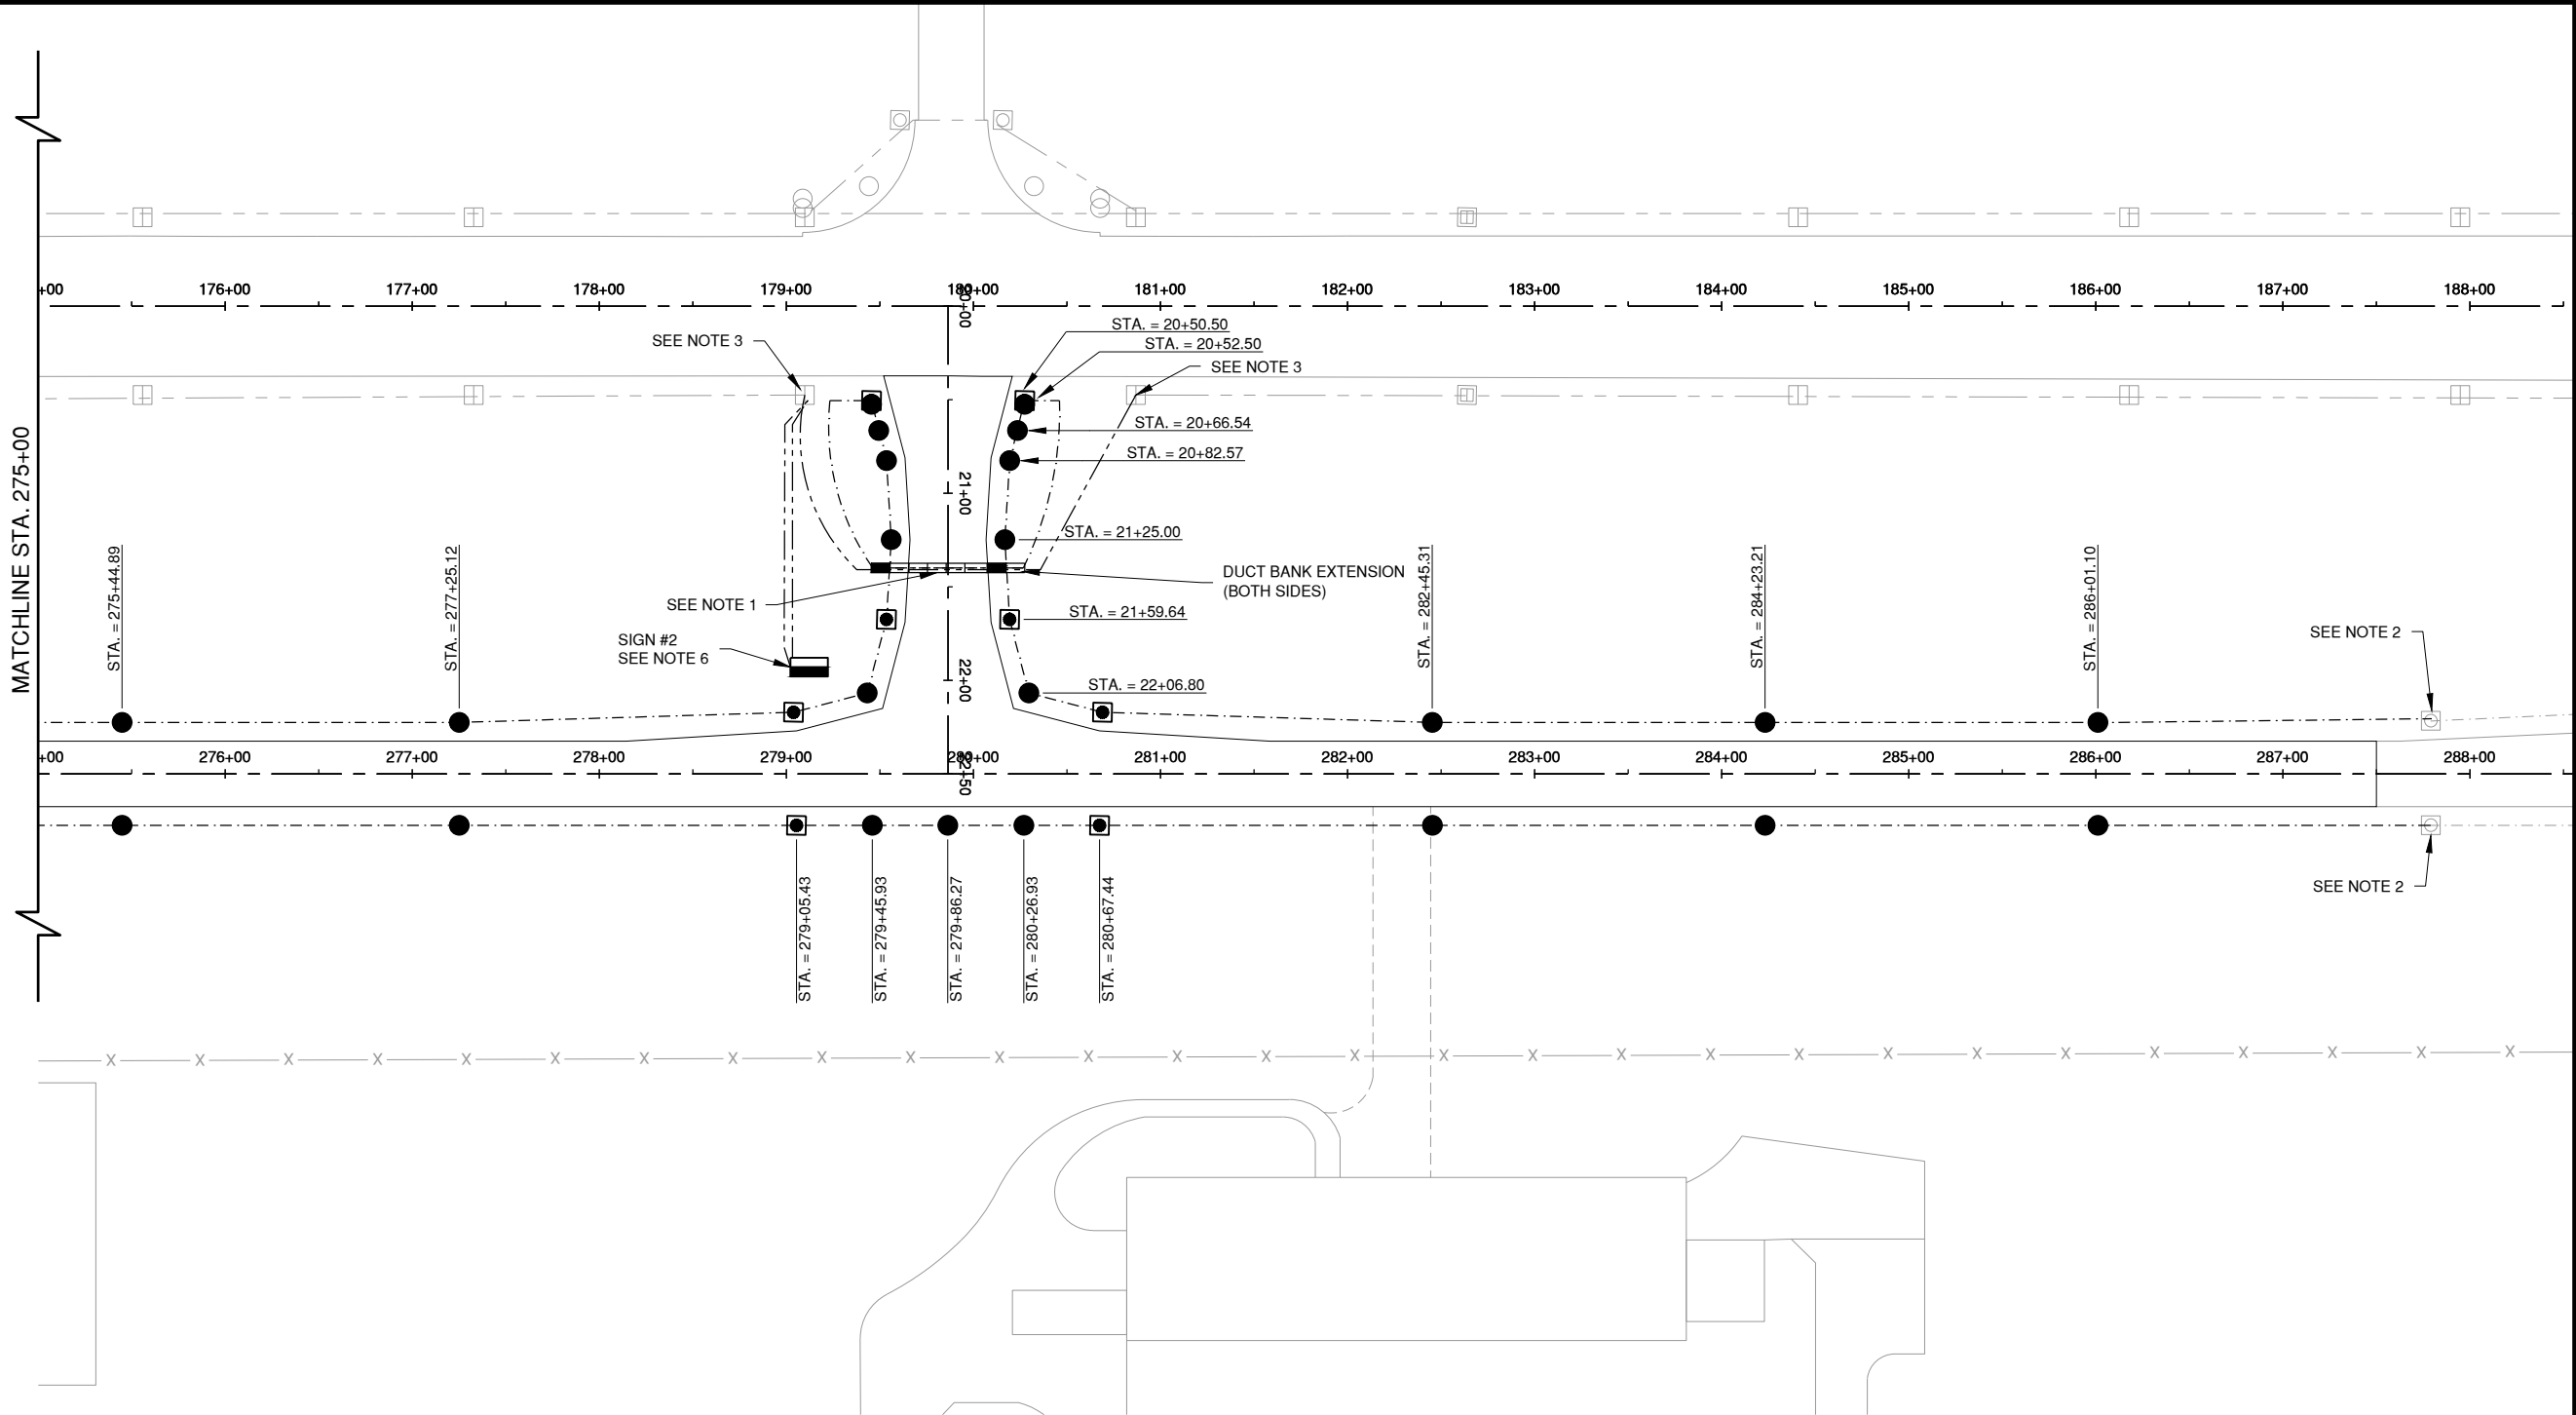 +00 176+00 177+00 178+00 179+00 180+00 181+00 182+00 183+00 184+00 185+00 186+00 187+00 188+00
STA. = 20+50.50
STA. = 20+52.50
SEE NOTE 3
SEE NOTE 3
STA. = 20+66.54
STA. = 20+82.57
21+00
STA. = 21+25.00
MATCHLINE STA. 275+00
STA. = 275+44.89
STA. = 277+25.12
DUCT BANK EXTENSION
(BOTH SIDES)
SEE NOTE 1
STA. = 21+59.64
SIGN #2
SEE NOTE 6
22+00
STA. = 22+06.80
STA. = 282+45.31
STA. = 284+23.21
STA. = 286+01.10
SEE NOTE 2
+00 276+00 277+00 278+00 279+00 280+00 281+00 282+00 283+00 284+00 285+00 286+00 287+00 288+00
SEE NOTE 2
STA. = 279+05.43
STA. = 279+45.93
STA. = 279+86.27
STA. = 280+26.93
STA. = 280+67.44
X X X X X X X X X X X X X X X X X X X X X X X X X X X X